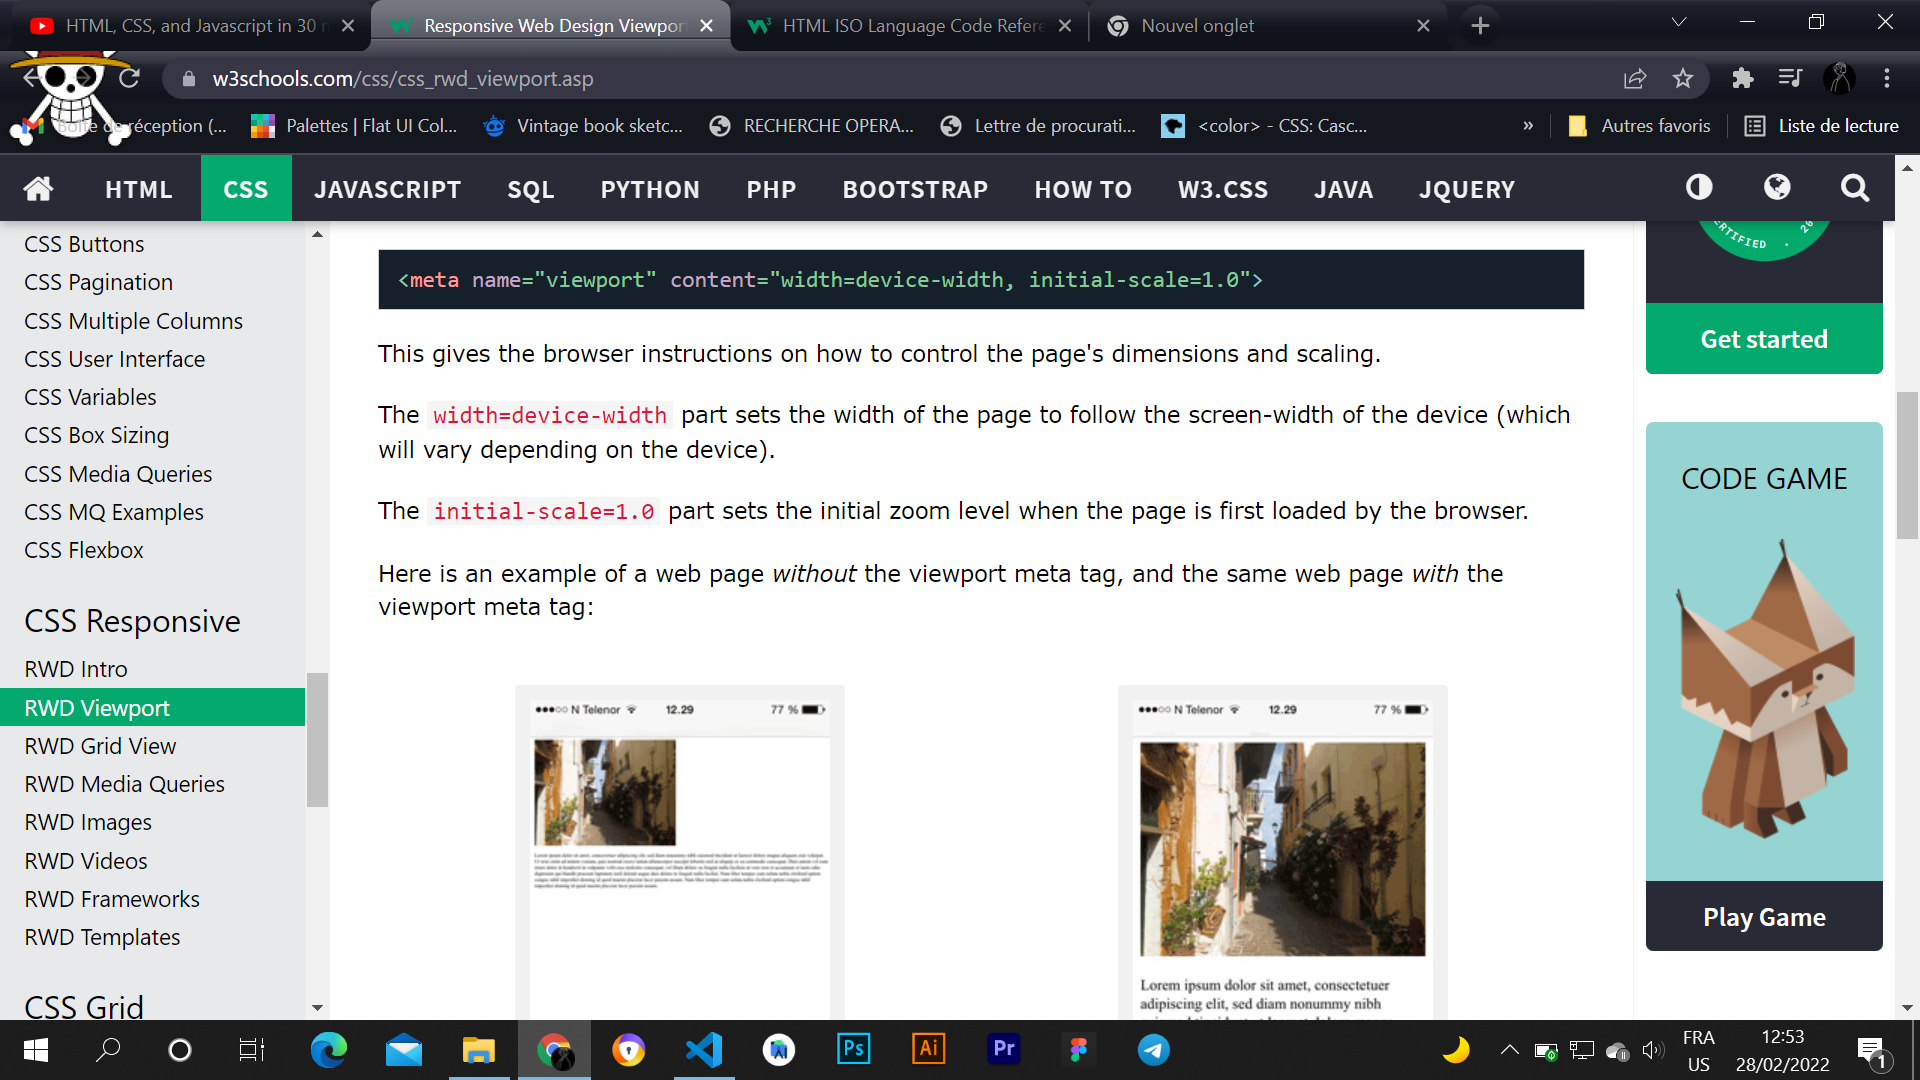 HTML, CSS, and Javascript in 30 m
Responsive Web Design Viewport
HTML ISO Language Code Refere
Nouvel onglet
w3schools.com/css/css_rwd_viewport.asp
Boîte de réception (...
Palettes | Flat UI Col...
Vintage book sketc...
RECHERCHE OPERA...
Lettre de procurati...
<color> - CSS: Casc...
»
Autres favoris
Liste de lecture
HTML
CSS
JAVASCRIPT
SQL
PYTHON
PHP
BOOTSTRAP
HOW TO
W3.CSS
JAVA
JQUERY
CSS Buttons
CSS Pagination
CSS Multiple Columns
CSS User Interface
CSS Variables
CSS Box Sizing
CSS Media Queries
CSS MQ Examples
CSS Flexbox
CSS Responsive
RWD Intro
RWD Viewport
RWD Grid View
RWD Media Queries
RWD Images
RWD Videos
RWD Frameworks
RWD Templates
CSS Grid
<meta name="viewport" content="width=device-width, initial-scale=1.0">
This gives the browser instructions on how to control the page's dimensions and scaling.
The width=device-width part sets the width of the page to follow the screen-width of the device (which
will vary depending on the device).
The initial-scale=1.0 part sets the initial zoom level when the page is first loaded by the browser.
Here is an example of a web page without the viewport meta tag, and the same web page with the
viewport meta tag:
N Telenor 12.29 77 %
N Telenor 12.29 77 %
Lorem ipsum dolor sit amet, consectetuer
adipiscing elit, sed diam nonummy nibh
Get started
CODE GAME
Play Game
Ps
Ai
Pr
FRA
US
12:53
28/02/2022
1